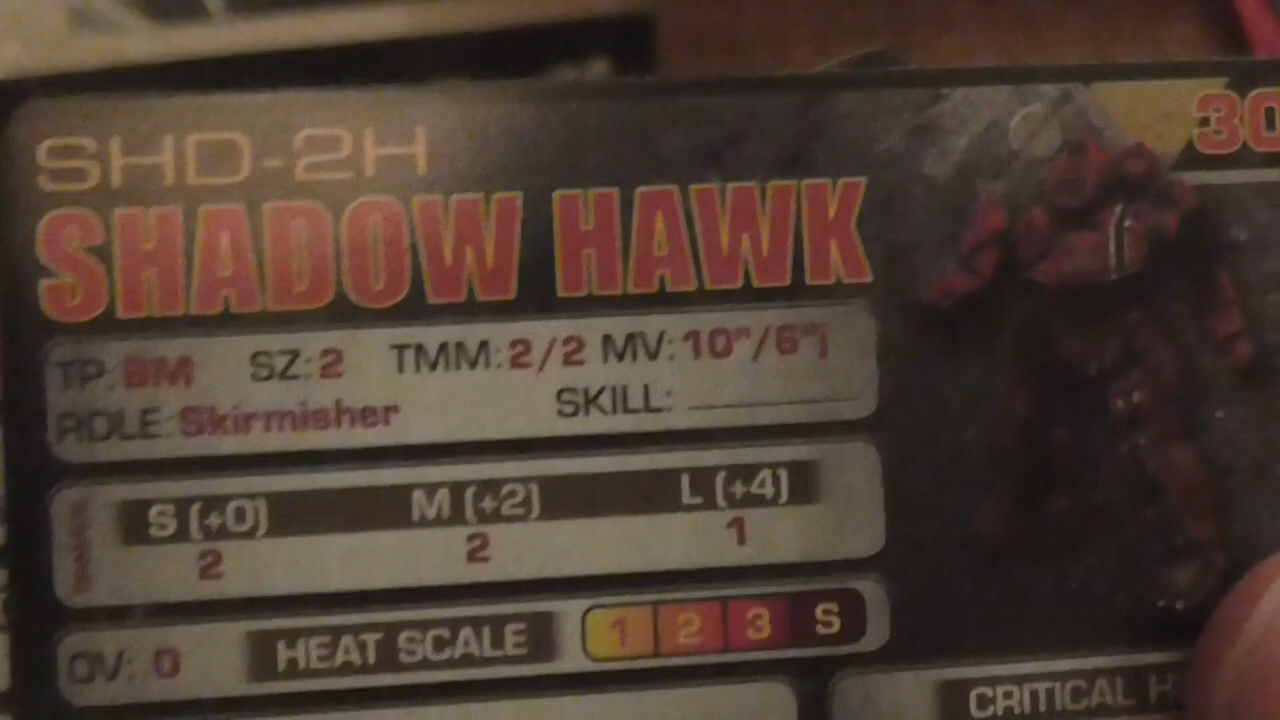 SHD-2H
30
SHADOW HAWK
TP: BM SZ: 2 TMM: 2/2 MV: 10"/6"j
ROLE: Skirmisher SKILL:
S (+0) M (+2) L (+4)
2 2 1
OV: 0 HEAT SCALE 1 2 3 S
CRITICAL H